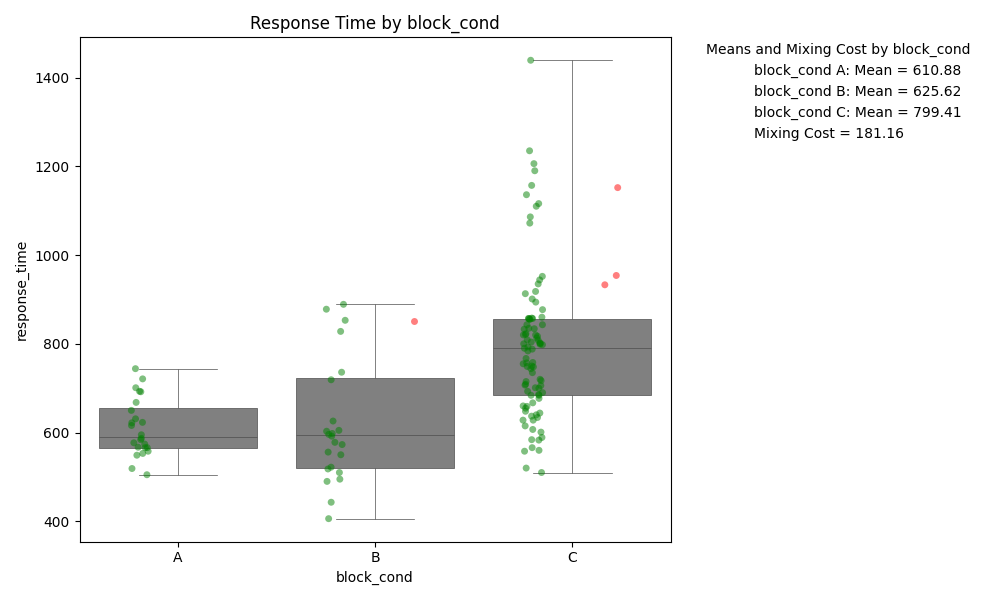 Response Time by block_cond
Means and Mixing Cost by block_cond
block_cond A: Mean = 610.88
block_cond B: Mean = 625.62
block_cond C: Mean = 799.41
Mixing Cost = 181.16
response_time
1400
1200
1000
800
600
400
A
B
C
block_cond